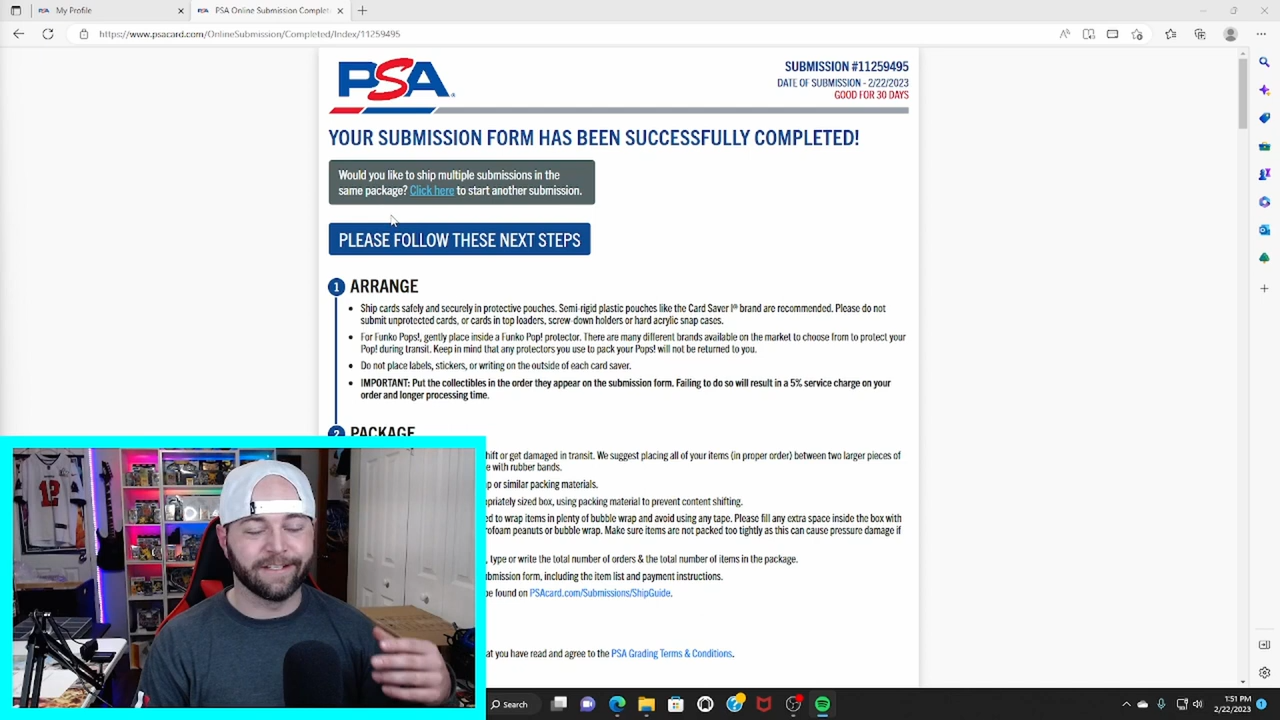 My Profile
PSA Online Submission Complet
https://www.psacard.com/OnlineSubmission/Completed/Index/11259495
PSA
SUBMISSION #11259495
DATE OF SUBMISSION - 2/22/2023
GOOD FOR 30 DAYS
YOUR SUBMISSION FORM HAS BEEN SUCCESSFULLY COMPLETED!
Would you like to ship multiple submissions in the
same package? Click here to start another submission.
PLEASE FOLLOW THESE NEXT STEPS
1 ARRANGE
Ship cards safely and securely in protective pouches. Semi-rigid plastic pouches like the Card Saver I® brand are recommended. Please do not
submit unprotected cards, or cards in top loaders, screw-down holders or hard acrylic snap cases.
For Funko Pops!, gently place inside a Funko Pop! protector. There are many different brands available on the market to choose from to protect your
Pop! during transit. Keep in mind that any protectors you use to pack your Pops! will not be returned to you.
Do not place labels, stickers, or writing on the outside of each card saver.
IMPORTANT: Put the collectibles in the order they appear on the submission form. Failing to do so will result in a 5% service charge on your
order and longer processing time.
2 PACKAGE
hift or get damaged in transit. We suggest placing all of your items (in proper order) between two larger pieces of
e with rubber bands.
p or similar packing materials.
priately sized box, using packing material to prevent content shifting.
ed to wrap items in plenty of bubble wrap and avoid using any tape. Please fill any extra space inside the box with
rofoam peanuts or bubble wrap. Make sure items are not packed too tightly as this can cause pressure damage if
, type or write the total number of orders & the total number of items in the package.
bmission form, including the item list and payment instructions.
be found on PSAcard.com/Submissions/ShipGuide.
at you have read and agree to the PSA Grading Terms & Conditions.
12
Search
1:51 PM
2/22/2023